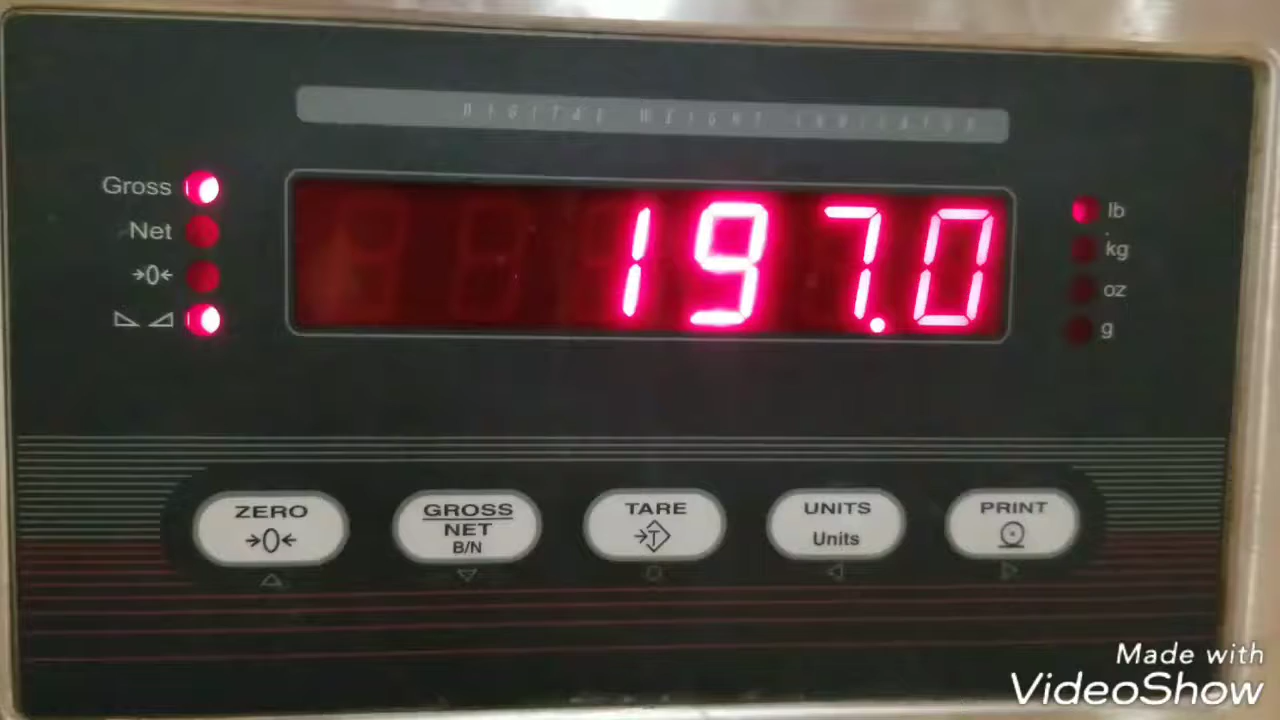 DIGITAL WEIGHT INDICATOR
Gross
Net
→0←
197.0
lb
kg
oz
g
ZERO
→0←
GROSS
NET
B/N
TARE
→T←
UNITS
Units
PRINT
Made with
VideoShow